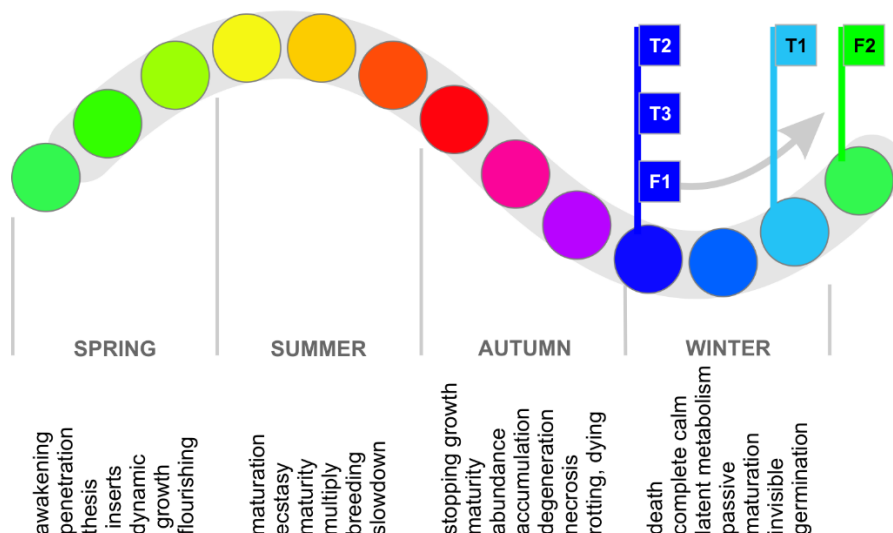 T2
T1
F2
T3
F1
SPRING
SUMMER
AUTUMN
WINTER
awakening
penetration
thesis
inserts
dynamic
growth
flourishing
maturation
ecstasy
maturity
multiply
breeding
slowdown
stopping growth
maturity
abundance
accumulation
degeneration
necrosis
rotting, dying
death
complete calm
latent metabolism
passive
maturation
invisible
germination